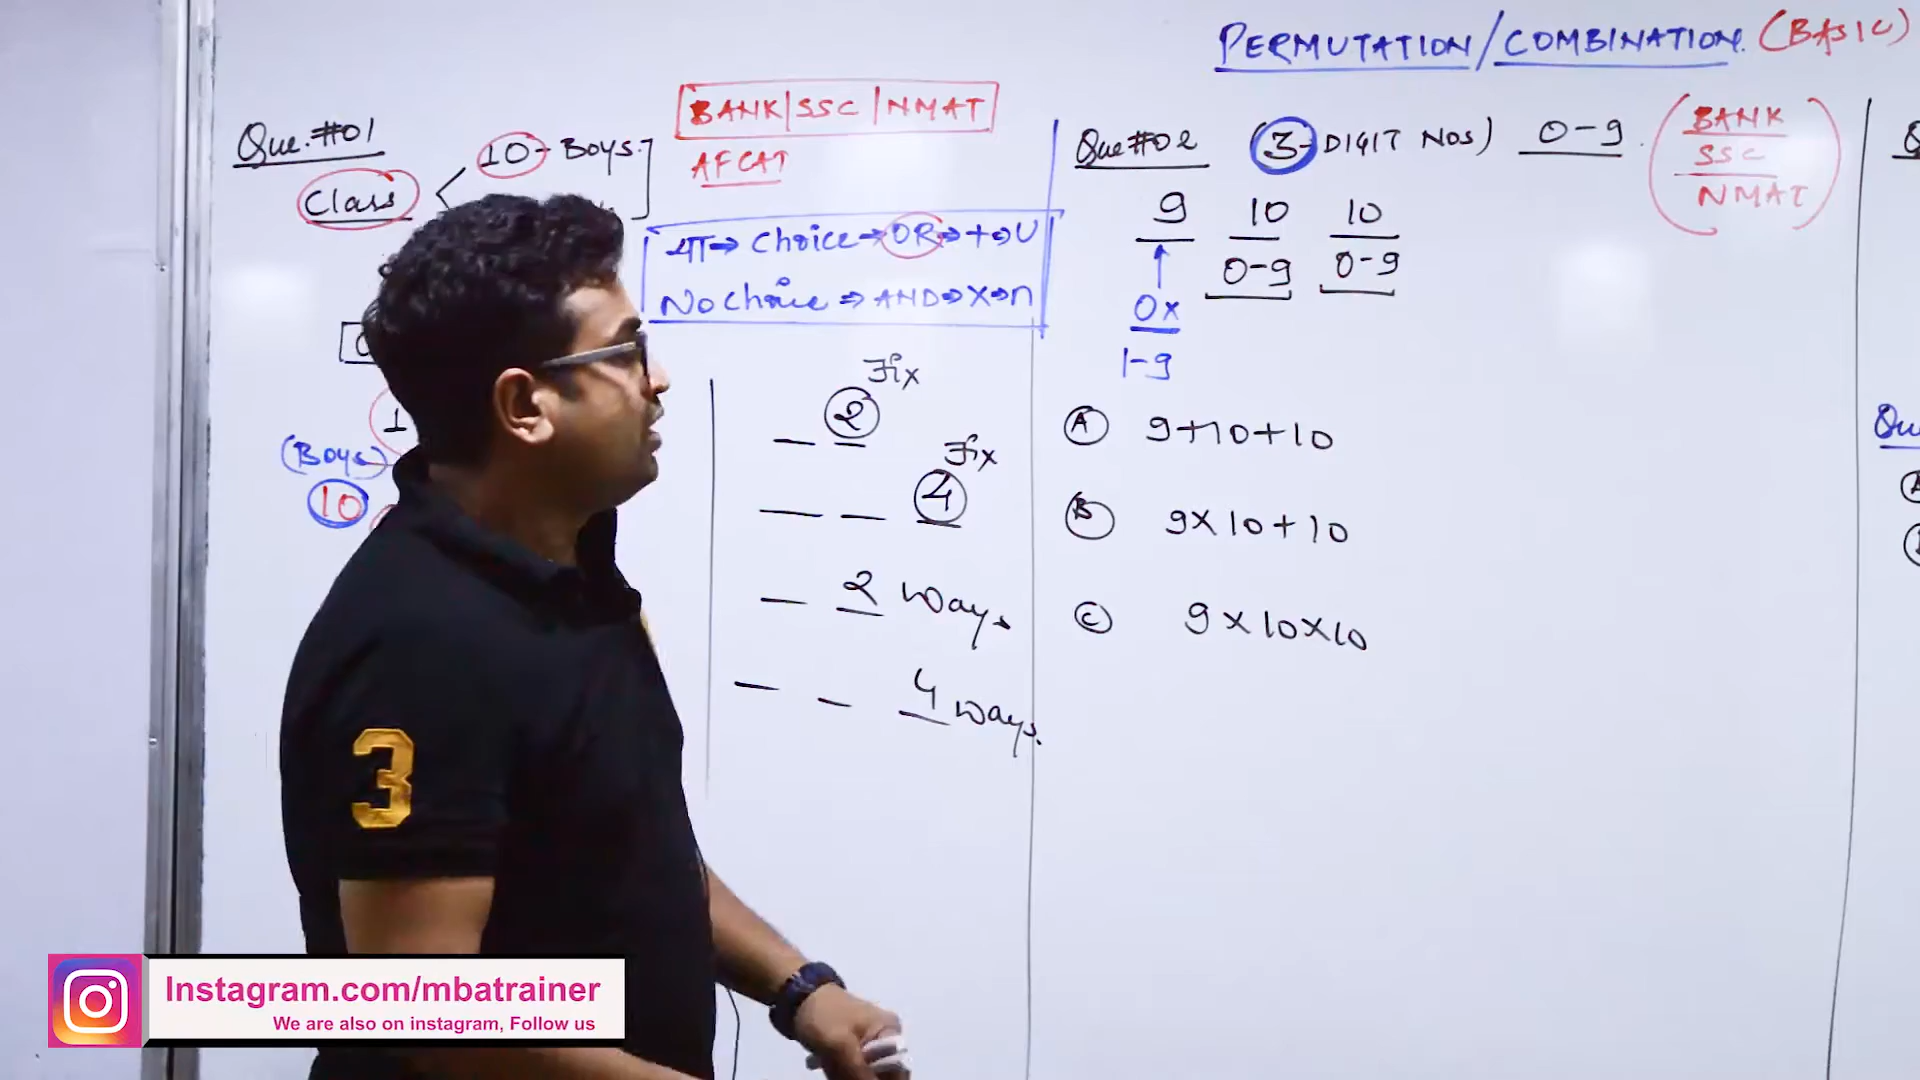 PERMUTATION/COMBINATION. (BASIC)
Que.#01
10-Boys.
Class
BANK|SSC|NMAT
AFCAT
या→ Choice→OR→+→U
No Choice → AND→×→∩
1
(Boys)
10
Fix
2
Fix
4
2 Ways
4 Ways.
Que#02 (3-DIGIT NOS) 0-9.
BANK
SSC
NMAT
9 10 10
0-9 0-9
0×
1-9
A 9+10+10
B 9×10+10
C 9×10×10
3
Instagram.com/mbatrainer
We are also on instagram, Follow us